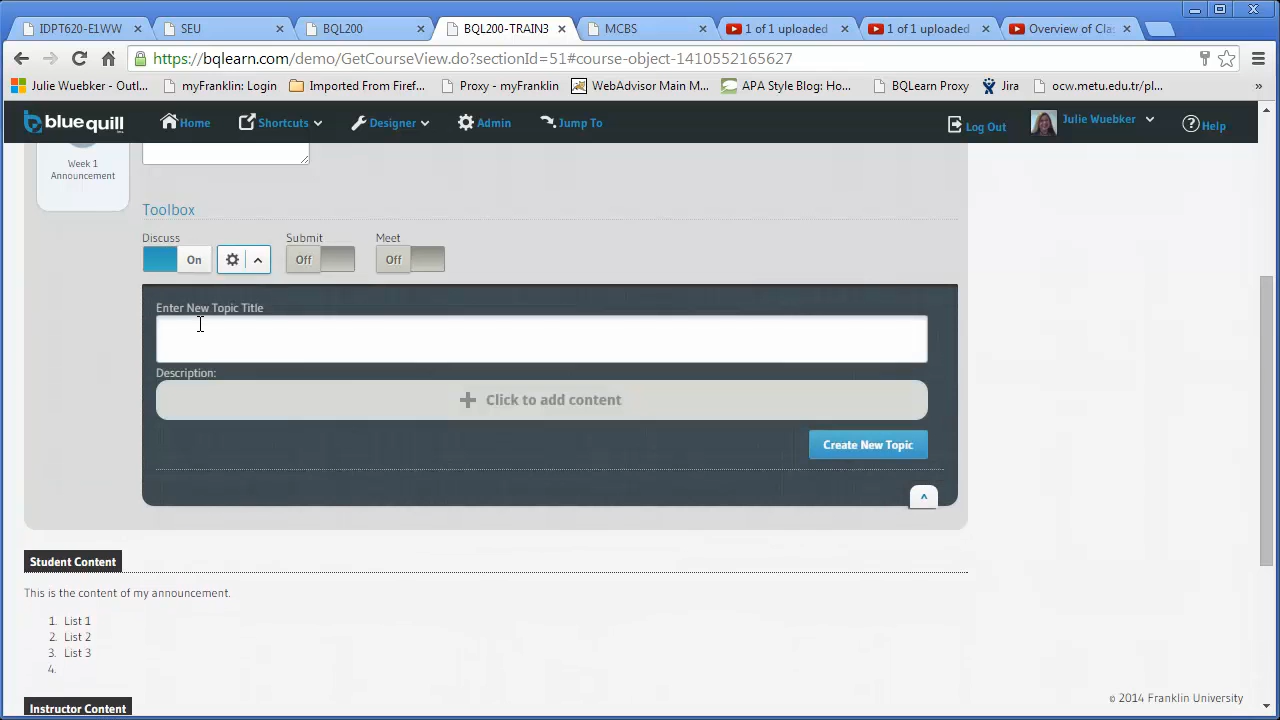 IDPT620-E1WW
SEU
BQL200
BQL200-TRAIN3
MCBS
1 of 1 uploaded
1 of 1 uploaded
Overview of Clas
https://bqlearn.com/demo/GetCourseView.do?sectionId=51#course-object-1410552165627
Julie Wuebker - Outl...
myFranklin: Login
Imported From Firef...
Proxy - myFranklin
WebAdvisor Main M...
APA Style Blog: Ho...
BQLearn Proxy
Jira
ocw.metu.edu.tr/pl...
»
bluequill
Home
Shortcuts
Designer
Admin
Jump To
Log Out
Julie Wuebker
Help
Week 1
Announcement
Toolbox
Discuss
Submit
Meet
On
Off
Off
Enter New Topic Title
Description:
Click to add content
Create New Topic
^
Student Content
This is the content of my announcement.
1. List 1
2. List 2
3. List 3
4.
© 2014 Franklin University
Instructor Content